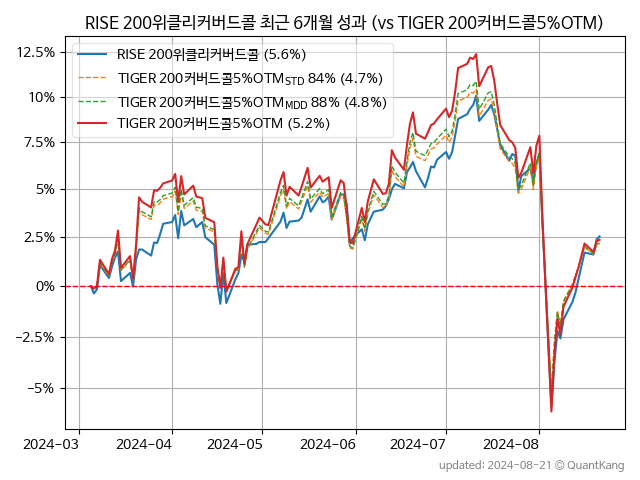 RISE 200위클리커버드콜 최근 6개월 성과 (vs TIGER 200커버드콜5%OTM)
12.5%
10%
7.5%
5%
2.5%
0%
−2.5%
−5%
RISE 200위클리커버드콜 (5.6%)
TIGER 200커버드콜5%OTM STD 84% (4.7%)
TIGER 200커버드콜5%OTM MDD 88% (4.8%)
TIGER 200커버드콜5%OTM (5.2%)
2024-03 2024-04 2024-05 2024-06 2024-07 2024-08
updated: 2024-08-21 © QuantKang